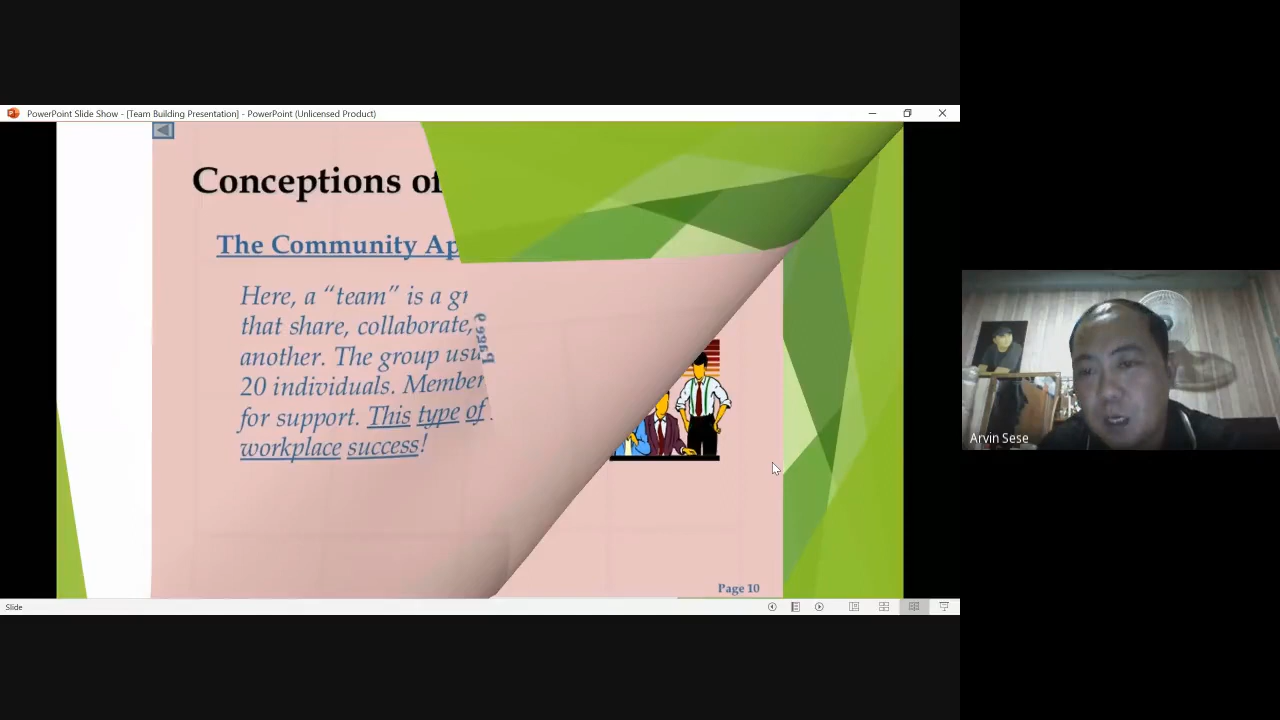 PowerPoint Slide Show - [Team Building Presentation] - PowerPoint (Unlicensed Product)
Conceptions of
The Community Ap
Here, a “team” is a gr
that share, collaborate,
another. The group usu
20 individuals. Member
for support. This type of
workplace success!
Page 9
Page 10
Slide
Arvin Sese